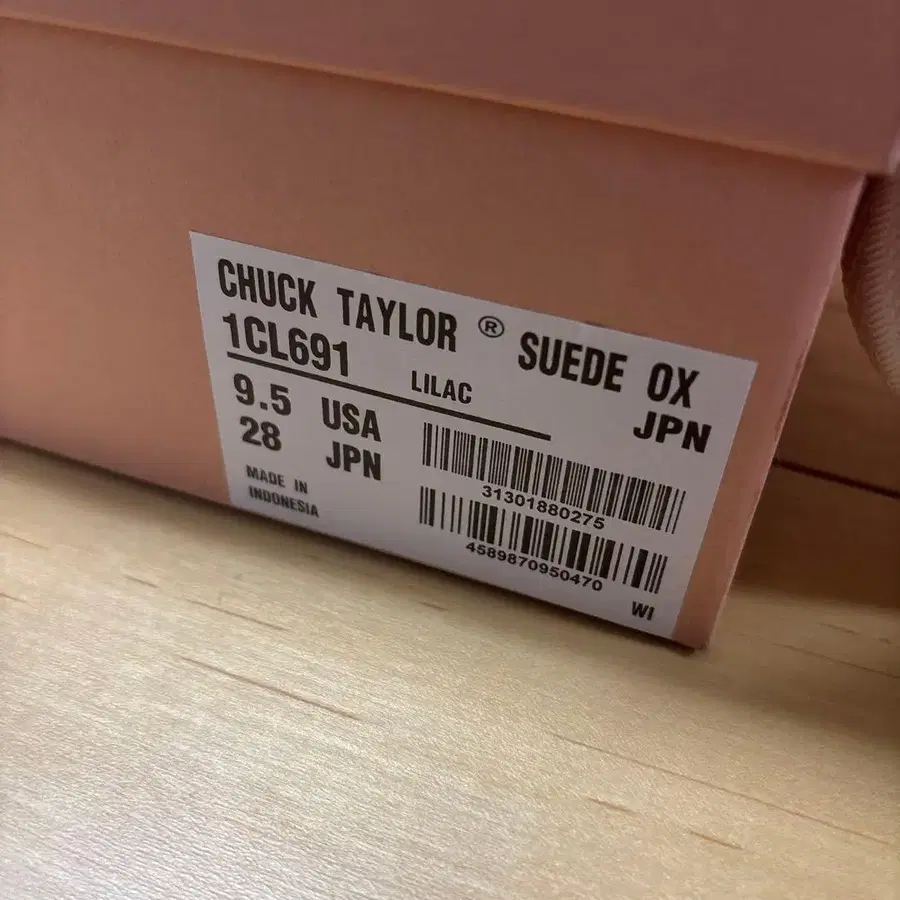 CHUCK TAYLOR ® SUEDE OX
1CL691 LILAC JPN
9.5 USA
28 JPN
MADE IN
INDONESIA
31301880275
4589870950470
WI